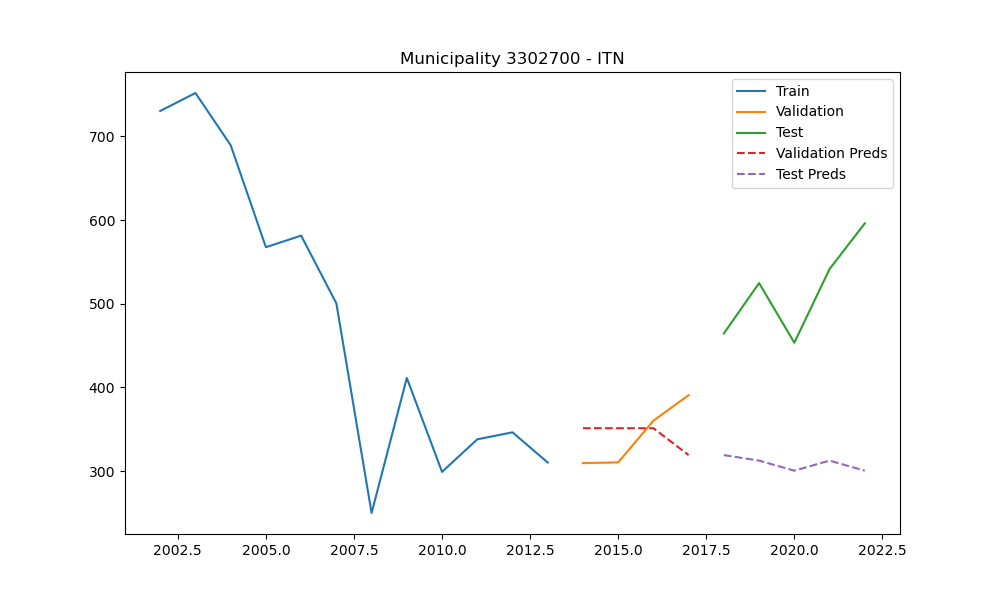 Municipality 3302700 - ITN
Train
Validation
Test
Validation Preds
Test Preds
700
600
500
400
300
2002.5 2005.0 2007.5 2010.0 2012.5 2015.0 2017.5 2020.0 2022.5